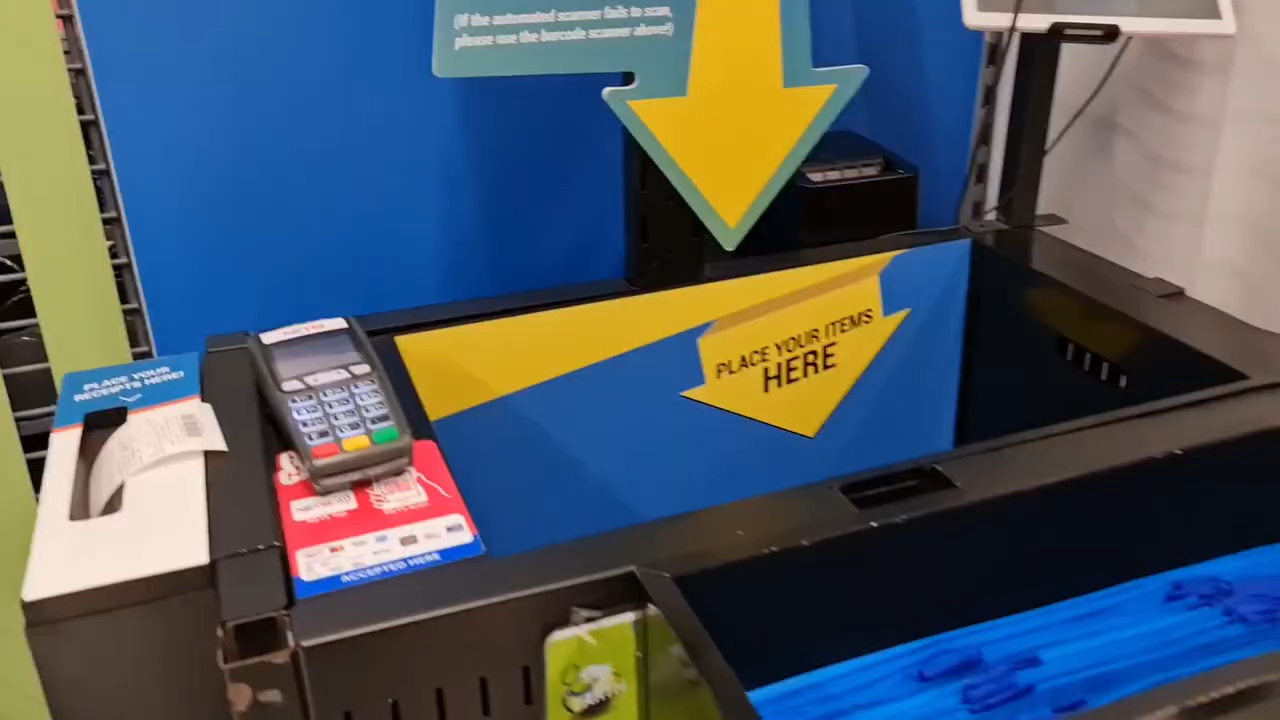 (If the automated scanner fails to scan,
please use the barcode scanner above!)
PLACE YOUR ITEMS
HERE
PLACE YOUR
RECEIPTS HERE!
NETS
ACCEPTED HERE